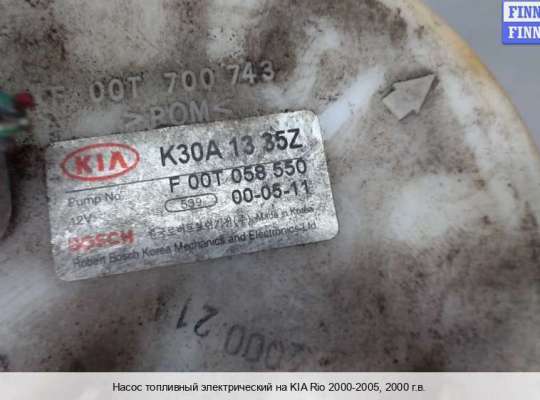 FINN
FINN
F 00T 700 743
>POM<
KIA K30A 13 35Z
Pump No. F 00T 058 550
12V 599 00-05-11
BOSCH Made in Korea
Robert Bosch Korea Mechanics and Electronics Ltd
Насос топливный электрический на KIA Rio 2000-2005, 2000 г.в.